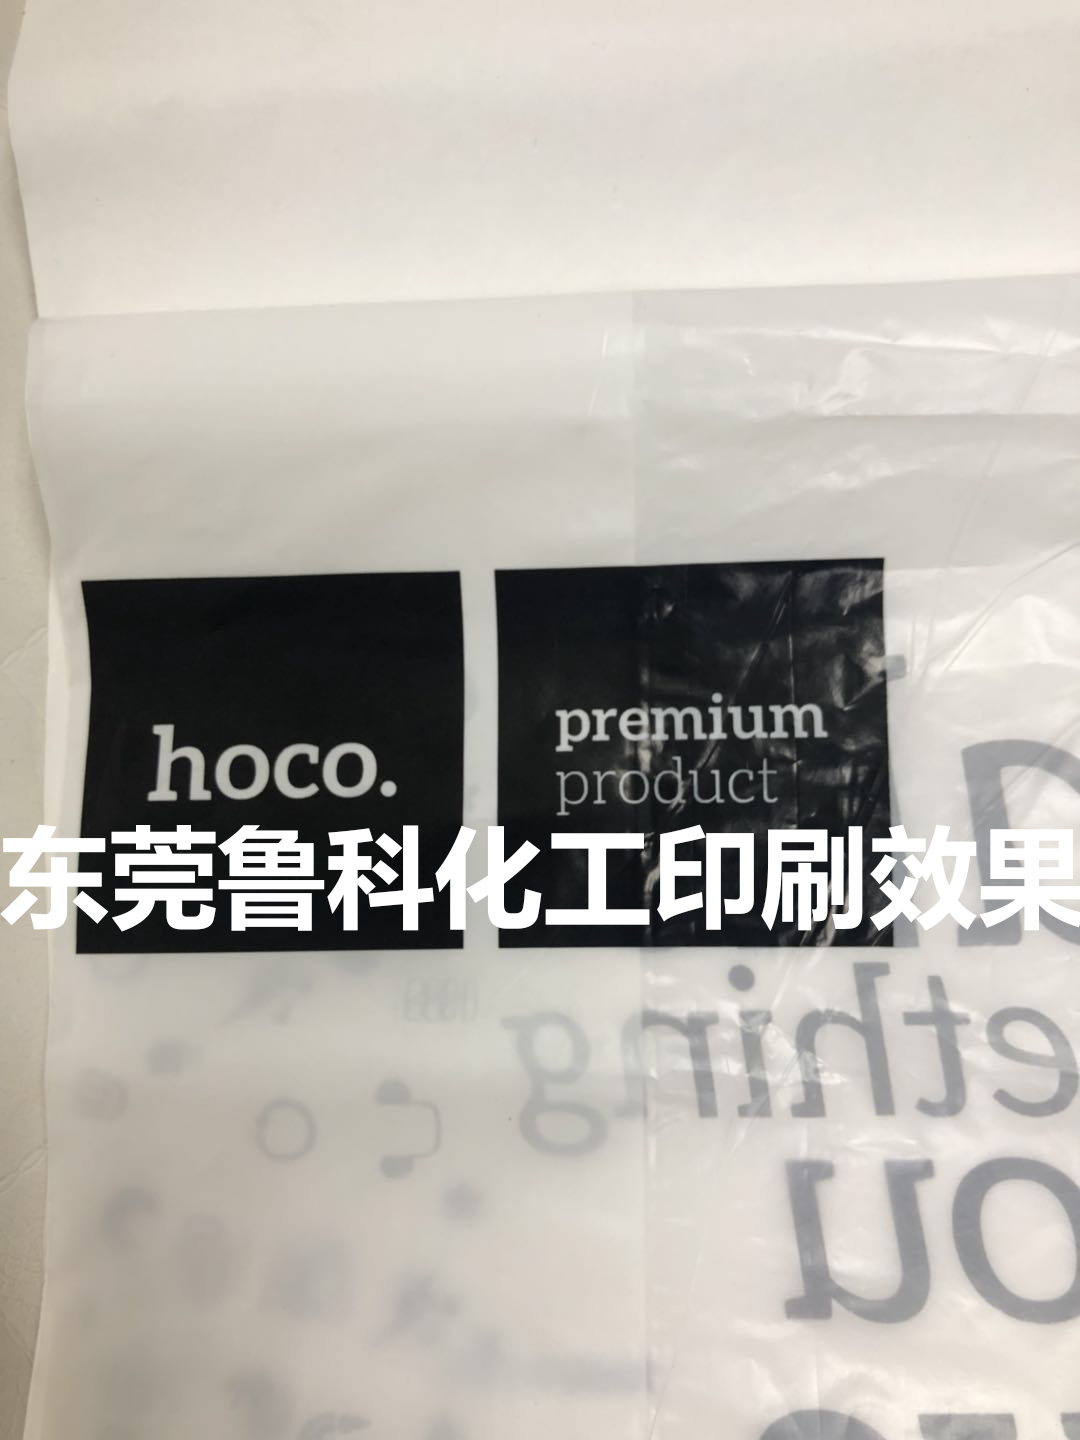 hoco.
premium
product
东莞鲁科化工印刷效果
ething
ou